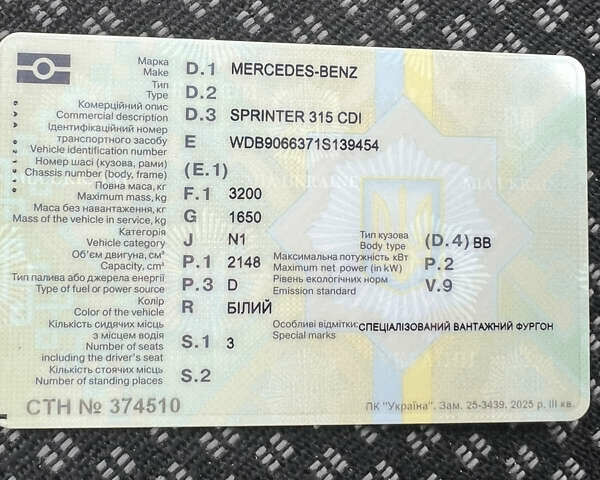 Марка
Make D.1 MERCEDES-BENZ
Тип
Type D.2
Комерційний опис
Commercial description D.3 SPRINTER 315 CDI
Ідентифікаційний номер
транспортного засобу E WDB9066371S139454
Vehicle identification number
Номер шасі (кузова, рами) (E.1)
Chassis number (body, frame)
Повна маса, кг F.1 3200
Maximum mass, kg
Маса без навантаження, кг G 1650
Mass of the vehicle in service, kg
Категорія J N1 Тип кузова (D.4) ВВ
Vehicle category Body type
Об'єм двигуна, см³ P.1 2148 Максимальна потужність кВт P.2
Capacity, cm³ Maximum net power (in kW)
Тип палива або джерела енергії P.3 D Рівень екологічних норм V.9
Type of fuel or power source Emission standard
Колір R БІЛИЙ
Color of the vehicle
Кількість сидячих місць Особливі відмітки: СПЕЦІАЛІЗОВАНИЙ ВАНТАЖНИЙ ФУРГОН
з місцем водія S.1 3 Special marks
Number of seats
including the driver's seat
Кількість стоячих місць S.2
Number of standing places
СТН № 374510 ПК "Україна". Зам. 25-3439. 2025 р. III кв.